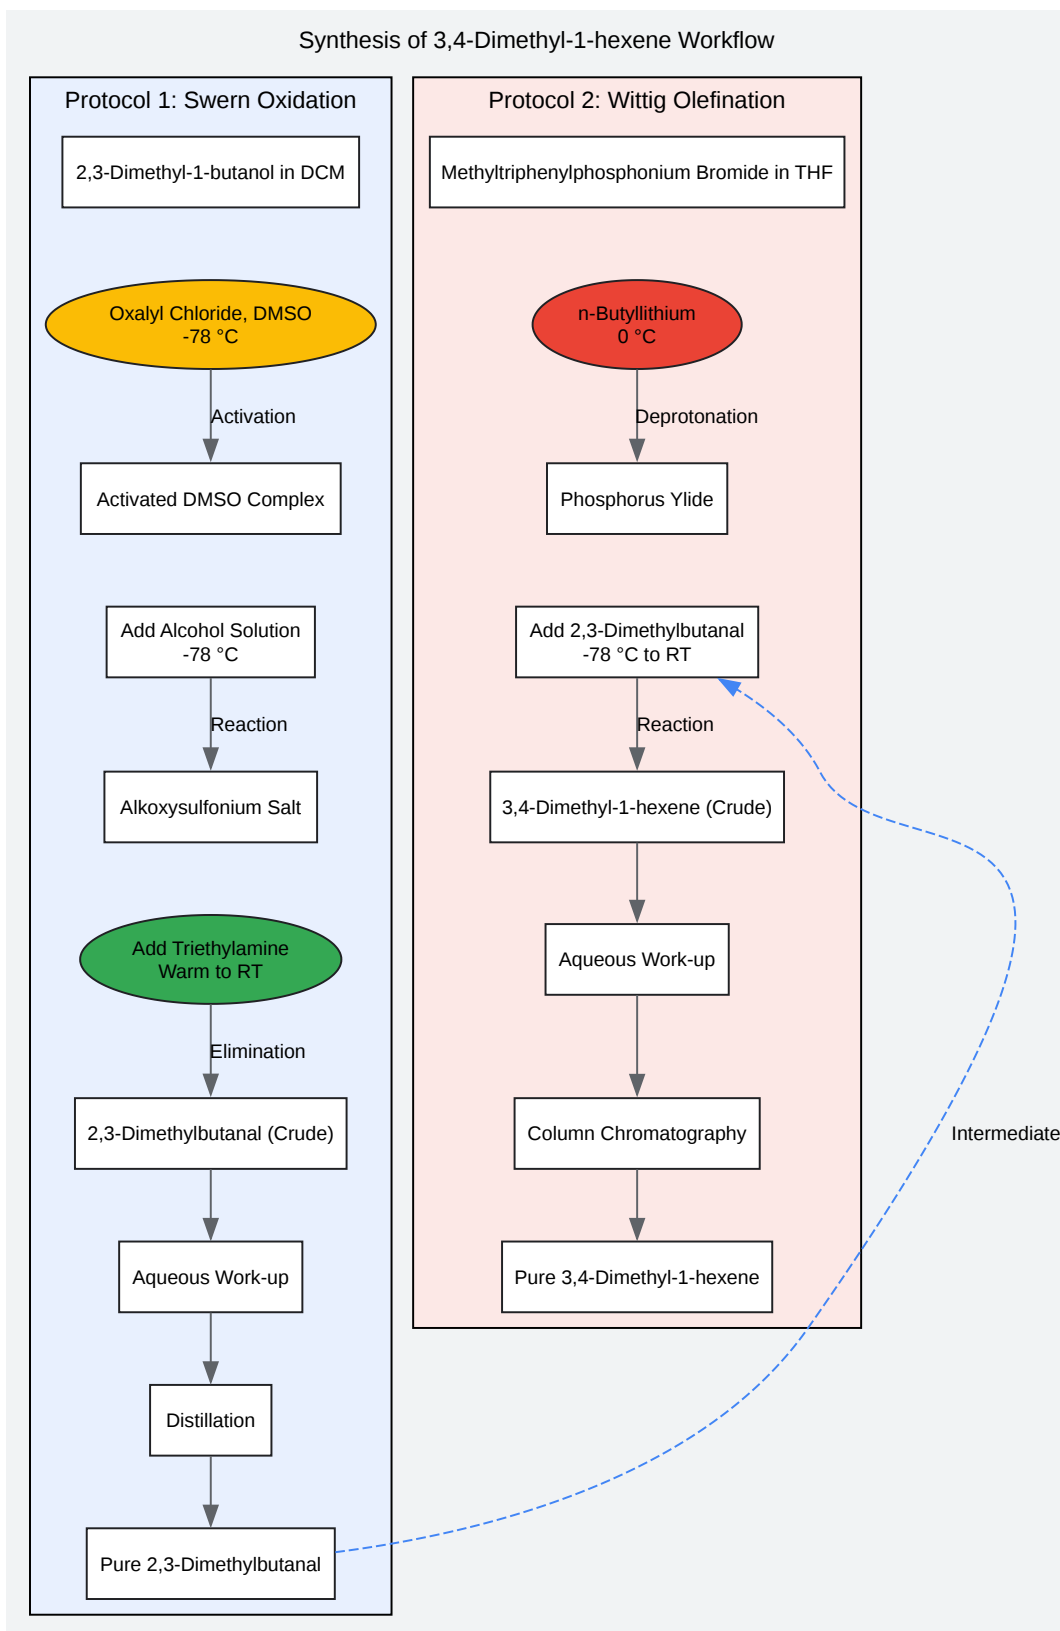 Synthesis of 3,4-Dimethyl-1-hexene Workflow
Protocol 1: Swern Oxidation
2,3-Dimethyl-1-butanol in DCM
Oxalyl Chloride, DMSO
-78 °C
Activation
Activated DMSO Complex
Add Alcohol Solution
-78 °C
Reaction
Alkoxysulfonium Salt
Add Triethylamine
Warm to RT
Elimination
2,3-Dimethylbutanal (Crude)
Aqueous Work-up
Distillation
Pure 2,3-Dimethylbutanal
Protocol 2: Wittig Olefination
Methyltriphenylphosphonium Bromide in THF
n-Butyllithium
0 °C
Deprotonation
Phosphorus Ylide
Add 2,3-Dimethylbutanal
-78 °C to RT
Reaction
3,4-Dimethyl-1-hexene (Crude)
Aqueous Work-up
Column Chromatography
Pure 3,4-Dimethyl-1-hexene
Intermediate